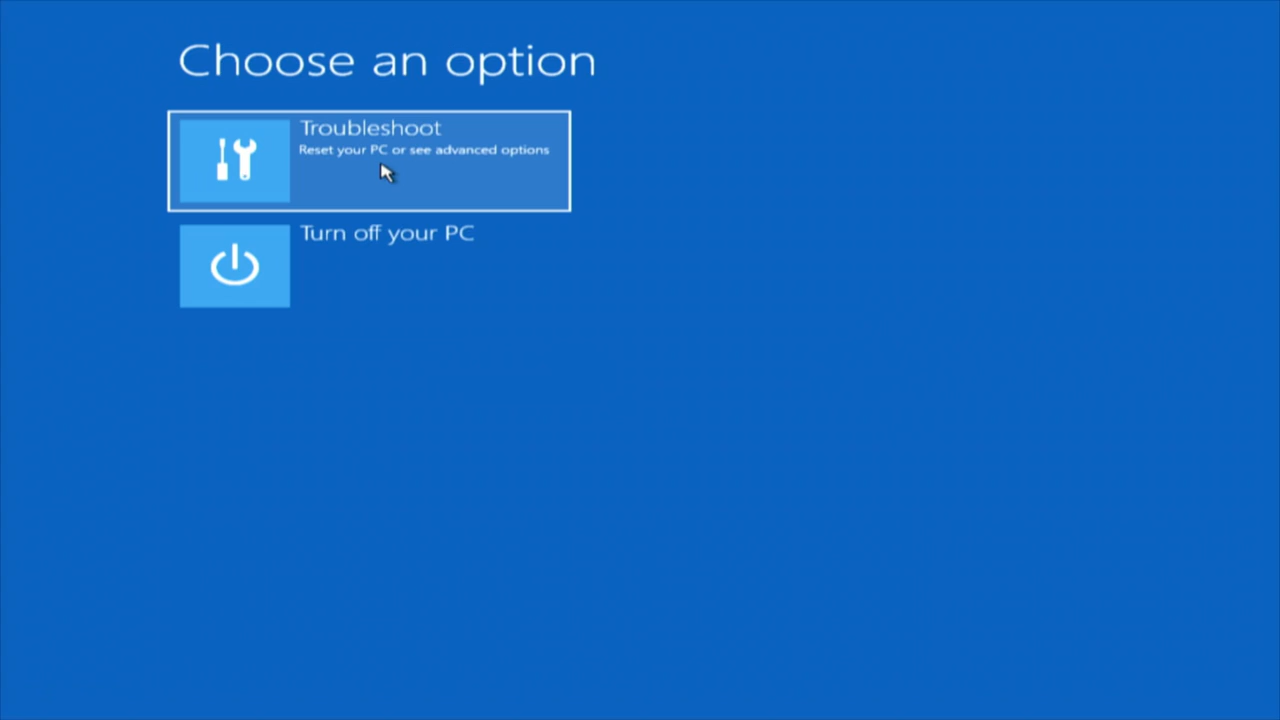 Choose an option
Troubleshoot
Reset your PC or see advanced options
Turn off your PC